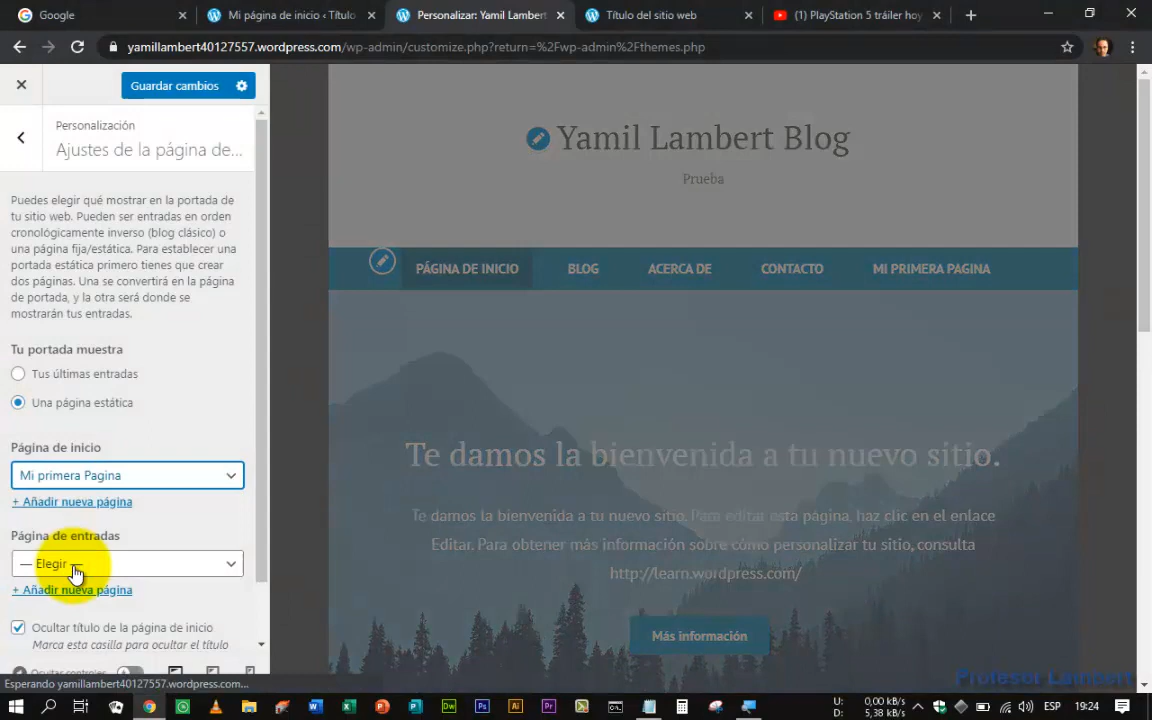 Google
Mi página de inicio ‹ Título
Personalizar: Yamil Lambert
Título del sitio web
(1) PlayStation 5 tráiler hoy
yamillambert40127557.wordpress.com/wp-admin/customize.php?return=%2Fwp-admin%2Fthemes.php
Guardar cambios
Personalización
Ajustes de la página de...
Puedes elegir qué mostrar en la portada de
tu sitio web. Pueden ser entradas en orden
cronológicamente inverso (blog clásico) o
una página fija/estática. Para establecer una
portada estática primero tienes que crear
dos páginas. Una se convertirá en la página
de portada, y la otra será donde se
mostrarán tus entradas.
Tu portada muestra
Tus últimas entradas
Una página estática
Página de inicio
Mi primera Pagina
+ Añadir nueva página
Página de entradas
— Elegir —
+ Añadir nueva página
Ocultar título de la página de inicio
Marca esta casilla para ocultar el título
Ocultar controles
Esperando yamillambert40127557.wordpress.com...
Yamil Lambert Blog
Prueba
PÁGINA DE INICIO
BLOG
ACERCA DE
CONTACTO
MI PRIMERA PAGINA
Te damos la bienvenida a tu nuevo sitio.
Te damos la bienvenida a tu nuevo sitio. Para editar esta página, haz clic en el enlace
Editar. Para obtener más información sobre cómo personalizar tu sitio, consulta
http://learn.wordpress.com/
Más información
Profesor Lambert
U: 0,00 kB/s
D: 5,38 kB/s
ESP
19:24